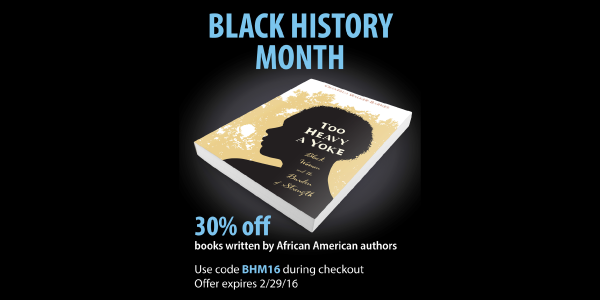 BLACK HISTORY
MONTH
TOO
HEAVY
A YOKE
Black
Women
and the
Burden
of Strength
30% off
books written by African American authors
Use code BHM16 during checkout
Offer expires 2/29/16